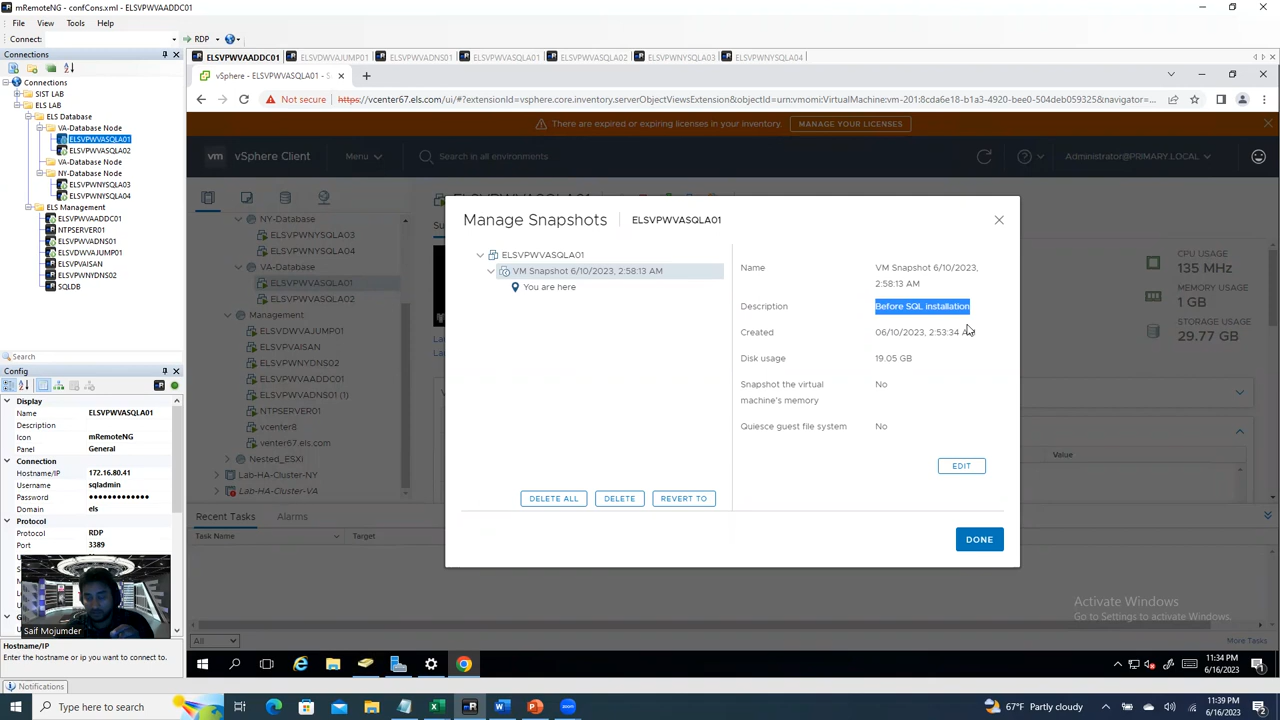 mRemoteNG - confCons.xml - ELSVPWVAADDC01
File View Tools Help
Connect: RDP
Connections
Connections
SIST LAB
ELS LAB
ELS Database
VA-Database Node
ELSVPWVASQLA01
ELSVPWVASQLA02
VA-Database Node
NY-Database Node
ELSVPWNYSQLA03
ELSVPWNYSQLA04
ELS Management
ELSVPWVAADDC01
NTPSERVER01
ELSVPWVADNS01
ELSVDWVAJUMP01
ELSVPVAISAN
ELSVPWNYDNS02
SQLDB
Search
Config
Display
Name ELSVPWVASQLA01
Description
Icon mRemoteNG
Panel General
Connection
Hostname/IP 172.16.80.41
Username sqladmin
Password ••••••••••••
Domain els
Protocol
Protocol RDP
Port 3389
Saif Mojumder
Hostname/IP
Enter the hostname or ip you want to connect to.
Notifications
ELSVPWVAADDC01 ELSVDWVAJUMP01 ELSVPWVADNS01 ELSVPWVASQLA01 ELSVPWVASQLA02 ELSVPWNYSQLA03 ELSVPWNYSQLA04
vSphere - ELSVPWVASQLA01 - S
Not secure https://vcenter67.els.com/ui/#?extensionId=vsphere.core.inventory.serverObjectViewsExtension&objectId=urn:vmomi:VirtualMachine:vm-201:8cda6e18-b1a3-4920-bee0-504deb059325&navigator=...
There are expired or expiring licenses in your inventory. MANAGE YOUR LICENSES
vm vSphere Client Menu Search in all environments Administrator@PRIMARY.LOCAL
NY-Database
ELSVPWNYSQLA03
ELSVPWNYSQLA04
VA-Database
ELSVPWVASQLA01
ELSVPWVASQLA02
Management
ELSVDWVAJUMP01
ELSVPVAISAN
ELSVPWNYDNS02
ELSVPWVAADDC01
ELSVPWVADNS01 (1)
NTPSERVER01
vcenter8
venter67.els.com
Nested_ESXi
Lab-HA-Cluster-NY
Lab-HA-Cluster-VA
Manage Snapshots ELSVPWVASQLA01
ELSVPWVASQLA01
VM Snapshot 6/10/2023, 2:58:13 AM
You are here
Name VM Snapshot 6/10/2023,
2:58:13 AM
Description Before SQL installation
Created 06/10/2023, 2:53:34
Disk usage 19.05 GB
Snapshot the virtual No
machine's memory
Quiesce guest file system No
EDIT
DELETE ALL DELETE REVERT TO
DONE
CPU USAGE
135 MHz
MEMORY USAGE
1 GB
STORAGE USAGE
29.77 GB
Value
Recent Tasks Alarms
Task Name Target
All
More Tasks
Activate Windows
Go to Settings to activate Windows.
11:34 PM
6/16/2023
Type here to search
67°F Partly cloudy
11:39 PM
6/16/2023